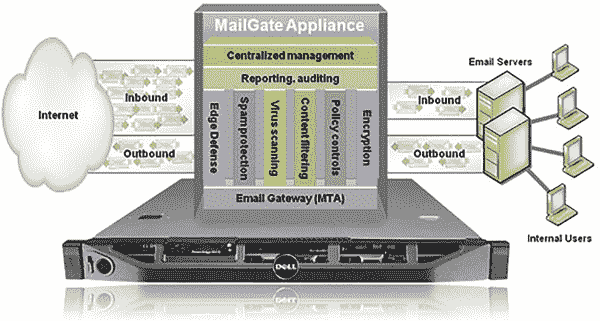 MailGate Appliance
Centralized management
Reporting, auditing
Internet
Inbound
Outbound
Edge Defense
Spamprotection
Virus scanning
Content filtering
Policy controls
Encryption
Email Gateway (MTA)
Inbound
Outbound
Email Servers
Internal Users
DELL